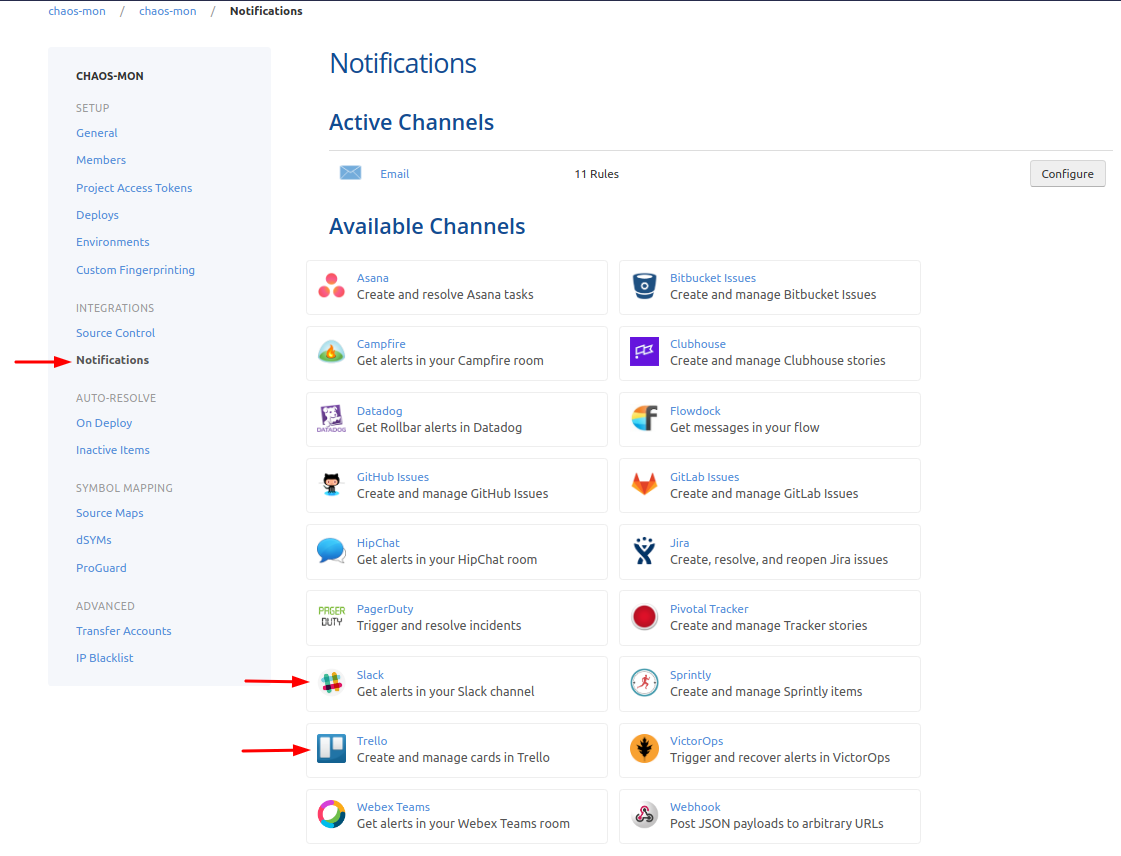 chaos-mon / chaos-mon / Notifications
CHAOS-MON
SETUP
General
Members
Project Access Tokens
Deploys
Environments
Custom Fingerprinting
INTEGRATIONS
Source Control
Notifications
AUTO-RESOLVE
On Deploy
Inactive Items
SYMBOL MAPPING
Source Maps
dSYMs
ProGuard
ADVANCED
Transfer Accounts
IP Blacklist
Notifications
Active Channels
Email 11 Rules Configure
Available Channels
Asana
Create and resolve Asana tasks
Bitbucket Issues
Create and manage Bitbucket Issues
Campfire
Get alerts in your Campfire room
Clubhouse
Create and manage Clubhouse stories
DATADOG
Datadog
Get Rollbar alerts in Datadog
Flowdock
Get messages in your flow
GitHub Issues
Create and manage GitHub Issues
GitLab Issues
Create and manage GitLab Issues
HipChat
Get alerts in your HipChat room
Jira
Create, resolve, and reopen Jira issues
PAGER
DUTY
PagerDuty
Trigger and resolve incidents
Pivotal Tracker
Create and manage Tracker stories
Slack
Get alerts in your Slack channel
Sprintly
Create and manage Sprintly items
Trello
Create and manage cards in Trello
VictorOps
Trigger and recover alerts in VictorOps
Webex Teams
Get alerts in your Webex Teams room
Webhook
Post JSON payloads to arbitrary URLs